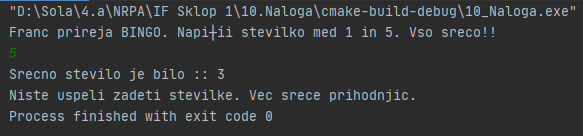 "D:\Sola\4.a\NRPA\IF Sklop 1\10.Naloga\cmake-build-debug\10_Naloga.exe"
Franc prireja BINGO. Napi┼íi stevilko med 1 in 5. Vso sreco!!
5
Srecno stevilo je bilo :: 3
Niste uspeli zadeti stevilke. Vec srece prihodnjic.
Process finished with exit code 0